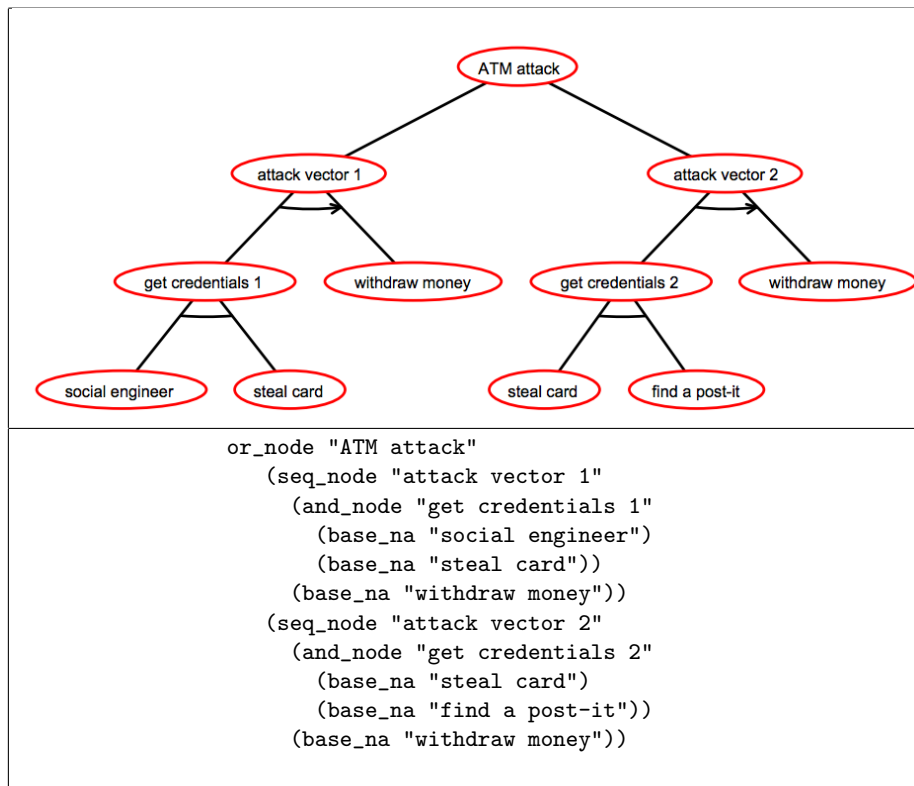 ATM attack
attack vector 1 attack vector 2
get credentials 1 withdraw money get credentials 2 withdraw money
social engineer steal card steal card find a post-it
or_node "ATM attack"
(seq_node "attack vector 1"
(and_node "get credentials 1"
(base_na "social engineer")
(base_na "steal card"))
(base_na "withdraw money"))
(seq_node "attack vector 2"
(and_node "get credentials 2"
(base_na "steal card")
(base_na "find a post-it"))
(base_na "withdraw money"))